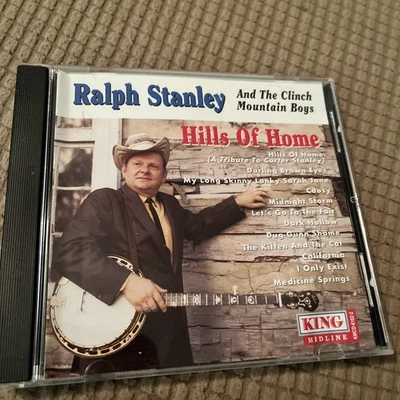 Ralph Stanley
And The Clinch
Mountain Boys
Hills Of Home
Hills Of Home
(A Tribute To Carter Stanley)
Darling Brown Eyes
My Long Skinny Lanky Sarah Jane
Cacsy
Midnight Storm
Let's Go To The Fair
Dark Hollow
Dug-Gunn Shame
The Kitten And The Cat
California
I Only Exist
Medicine Springs
KING
MIDLINE